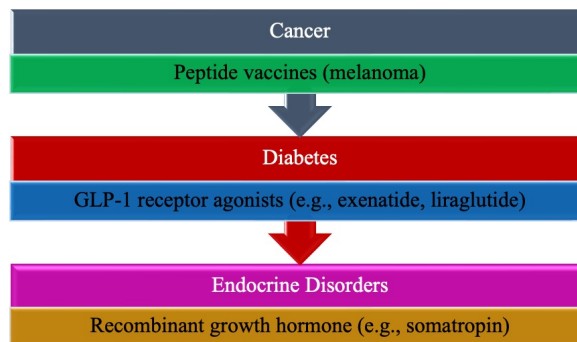 Cancer
Peptide vaccines (melanoma)
Diabetes
GLP-1 receptor agonists (e.g., exenatide, liraglutide)
Endocrine Disorders
Recombinant growth hormone (e.g., somatropin)